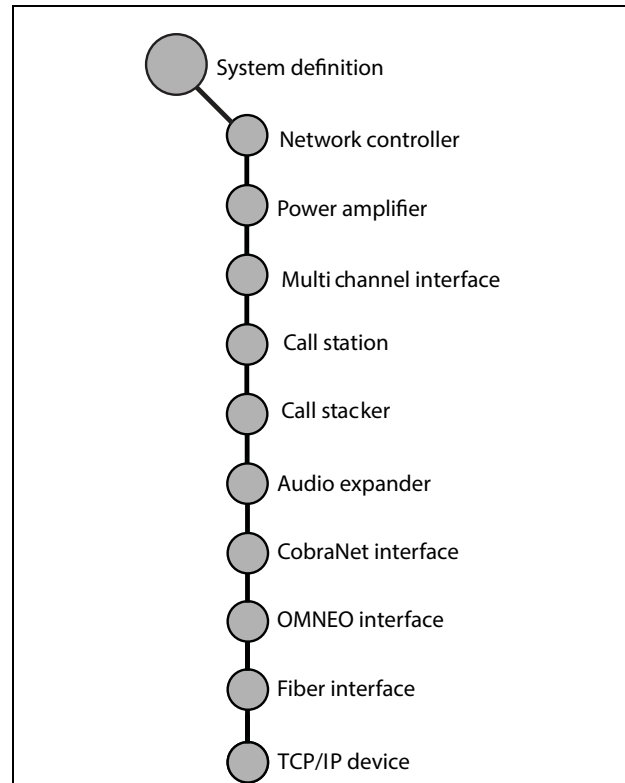 System definition
Network controller
Power amplifier
Multi channel interface
Call station
Call stacker
Audio expander
CobraNet interface
OMNEO interface
Fiber interface
TCP/IP device